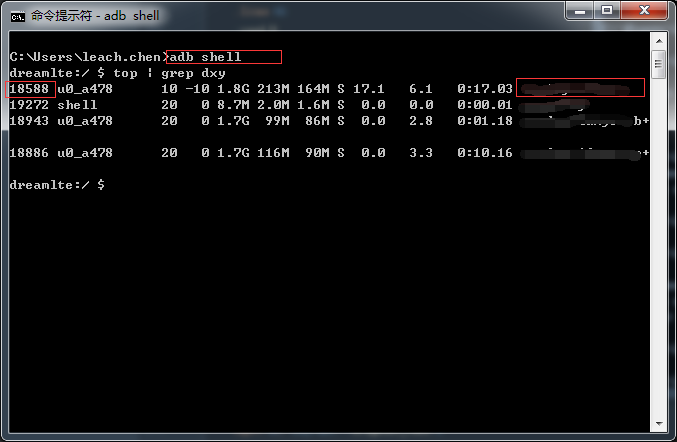 命令提示符 - adb shell
C:\Users\leach.chen>adb shell
dreamlte:/ $ top | grep dxy
18588 u0_a478 10 -10 1.8G 213M 164M S 17.1 6.1 0:17.03
19272 shell 20 0 8.7M 2.0M 1.6M S 0.0 0.0 0:00.01
18943 u0_a478 20 0 1.7G 99M 86M S 0.0 2.8 0:01.18 b+
18886 u0_a478 20 0 1.7G 116M 90M S 0.0 3.3 0:10.16 e+
dreamlte:/ $